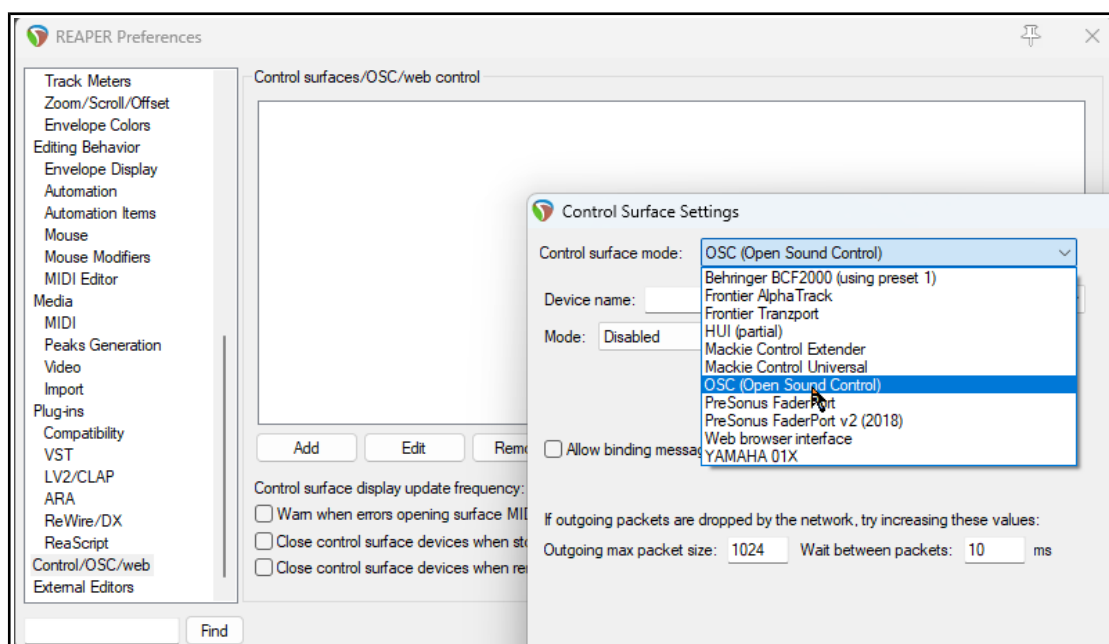 REAPER Preferences
Track Meters
Zoom/Scroll/Offset
Envelope Colors
Editing Behavior
Envelope Display
Automation
Automation Items
Mouse
Mouse Modifiers
MIDI Editor
Media
MIDI
Peaks Generation
Video
Import
Plug-ins
Compatibility
VST
LV2/CLAP
ARA
ReWire/DX
ReaScript
Control/OSC/web
External Editors
Find
Control surfaces/OSC/web control
Add
Edit
Control surface display update frequency:
Warn when errors opening surface
Close control surface devices when
Close control surface devices when
Control Surface Settings
Control surface mode: OSC (Open Sound Control)
Behringer BCF2000 (using preset 1)
Frontier AlphaTrack
Frontier Tranzport
HUI (partial)
Mackie Control Extender
Mackie Control Universal
OSC (Open Sound Control)
PreSonus FaderPort
PreSonus FaderPort v2 (2018)
Web browser interface
YAMAHA 01X
Device name:
Mode: Disabled
Allow binding
If outgoing packets are dropped by the network, try increasing these values:
Outgoing max packet size: 1024 Wait between packets: 10 ms